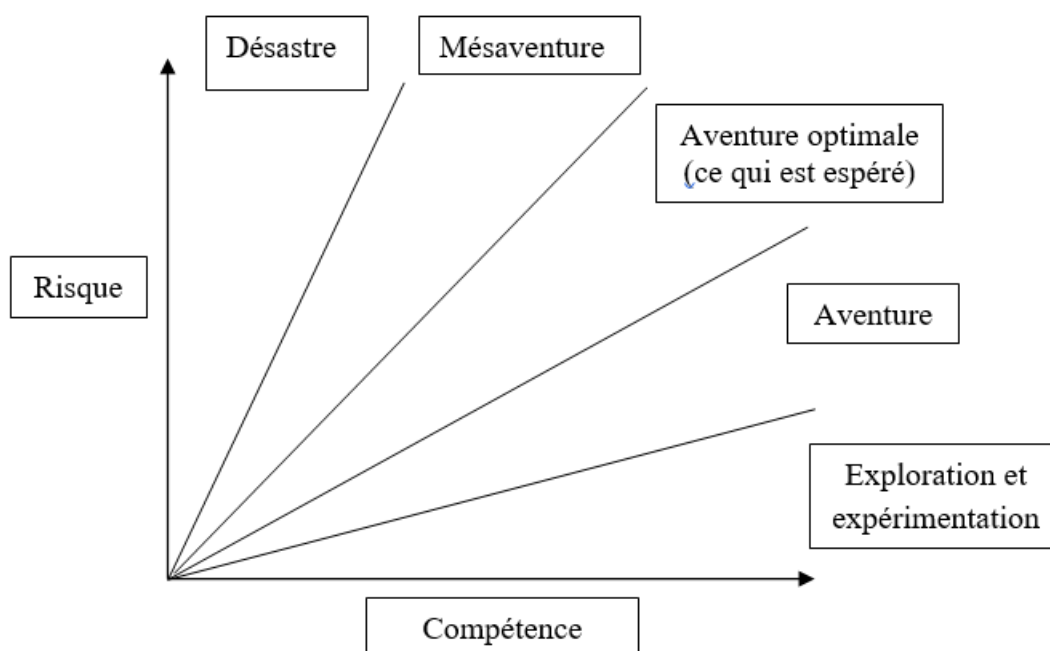 Désastre
Mésaventure
Aventure optimale
(ce qui est espéré)
Risque
Aventure
Exploration et
expérimentation
Compétence